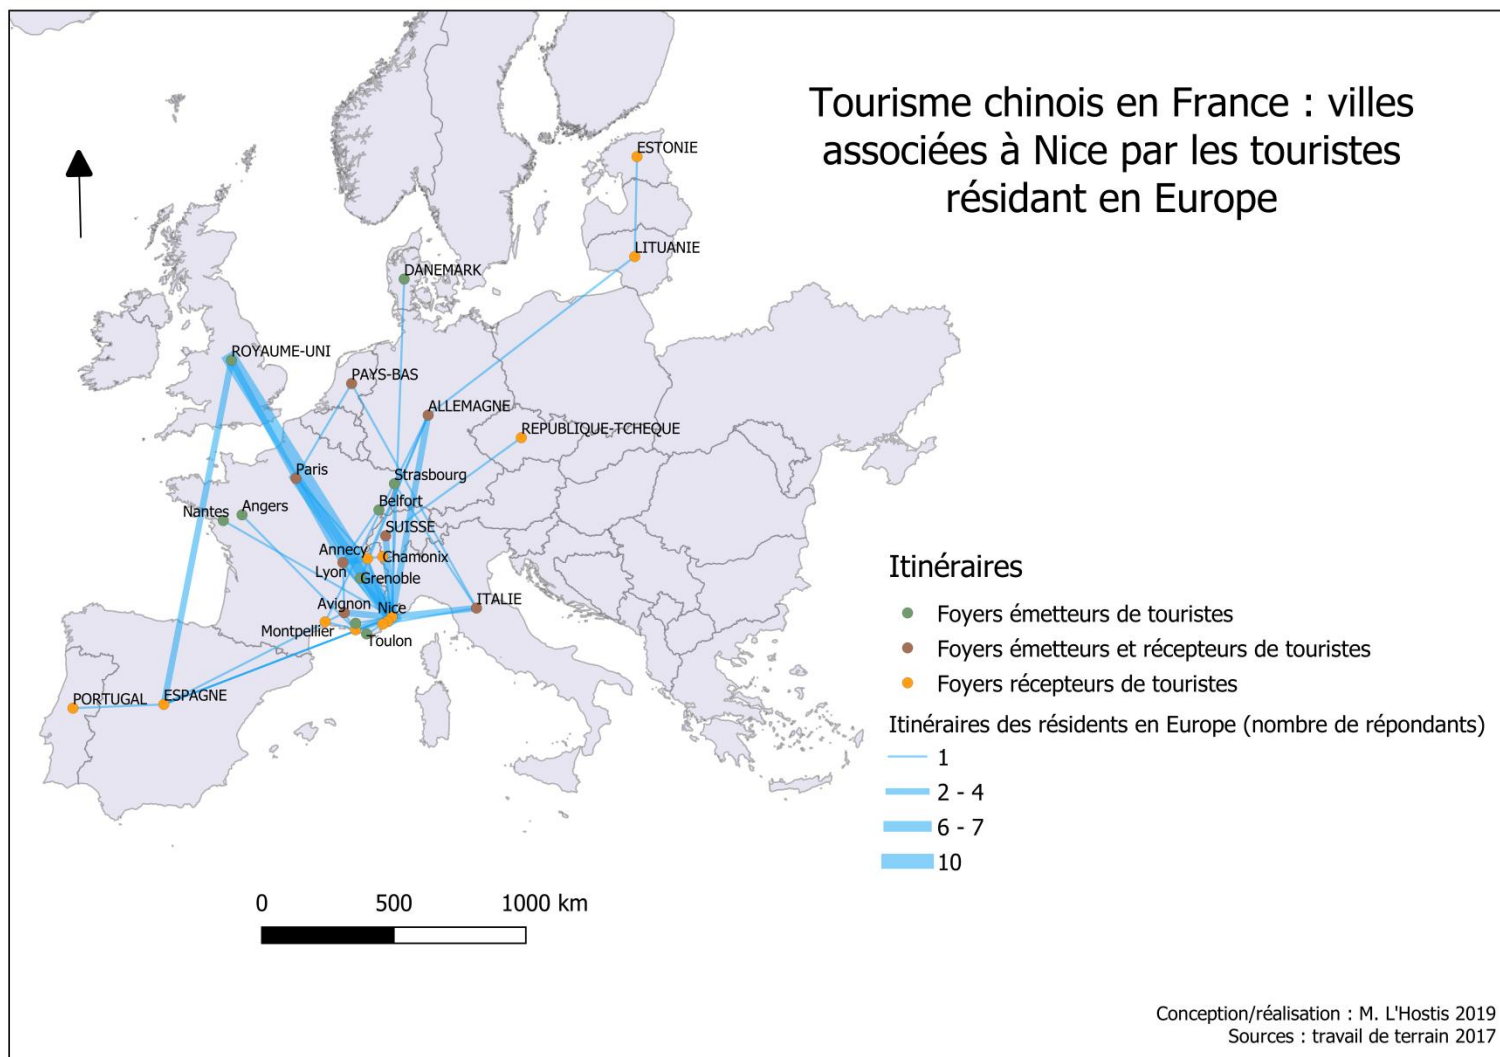 Tourisme chinois en France : villes
associées à Nice par les touristes
résidant en Europe
ESTONIE
LITUANIE
DANEMARK
ROYAUME-UNI
PAYS-BAS
ALLEMAGNE
REPUBLIQUE-TCHEQUE
Paris
Strasbourg
Belfort
Nantes
Angers
SUISSE
Annecy
Chamonix
Lyon
Grenoble
Avignon
Nice
ITALIE
Montpellier
Toulon
PORTUGAL
ESPAGNE
Itinéraires
Foyers émetteurs de touristes
Foyers émetteurs et récepteurs de touristes
Foyers récepteurs de touristes
Itinéraires des résidents en Europe (nombre de répondants)
1
2 - 4
6 - 7
10
0 500 1000 km
Conception/réalisation : M. L'Hostis 2019
Sources : travail de terrain 2017